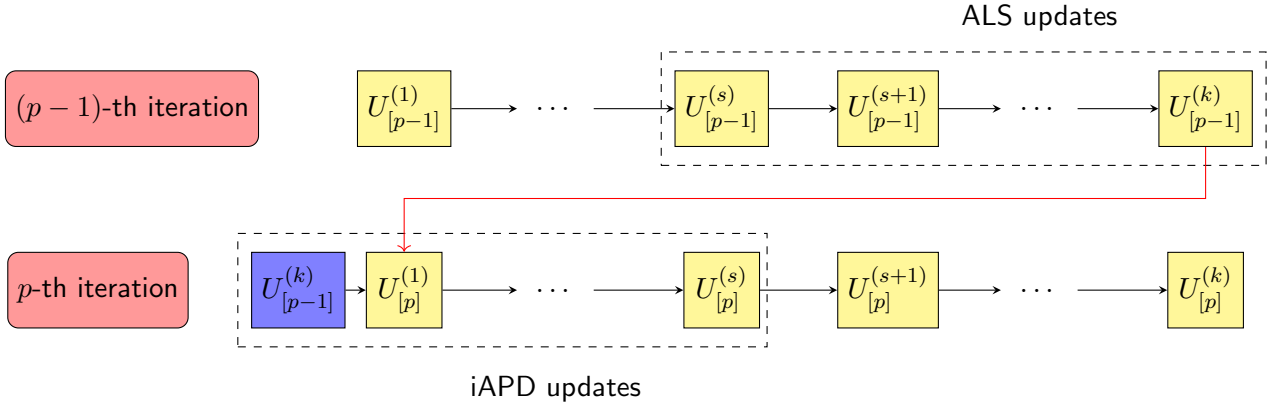 ALS updates
(p − 1)-th iteration U^{(1)}_{[p−1]} ··· U^{(s)}_{[p−1]} U^{(s+1)}_{[p−1]} ··· U^{(k)}_{[p−1]}
p-th iteration U^{(k)}_{[p−1]} U^{(1)}_{[p]} ··· U^{(s)}_{[p]} U^{(s+1)}_{[p]} ··· U^{(k)}_{[p]}
iAPD updates